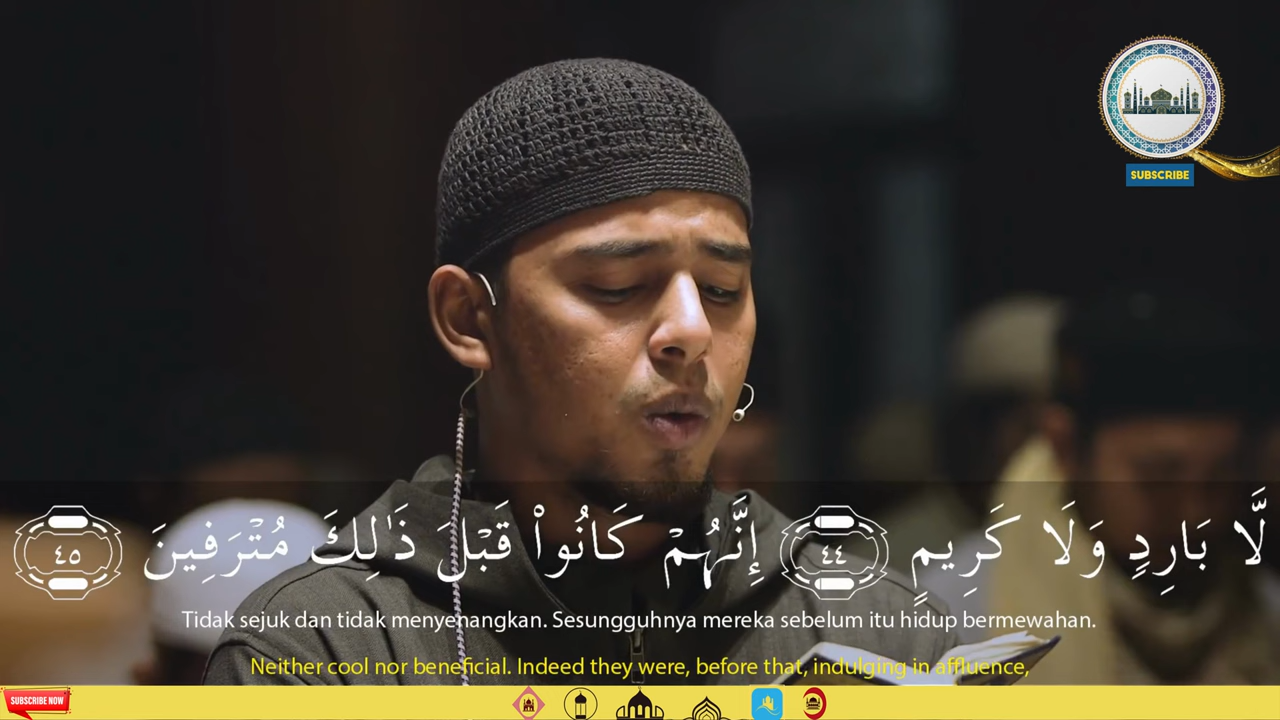 SUBSCRIBE
لَّا بَارِدٍ وَلَا كَرِيمٍ ٤٤ إِنَّهُمْ كَانُوا۟ قَبْلَ ذَٰلِكَ مُتْرَفِينَ ٤٥
Tidak sejuk dan tidak menyenangkan. Sesungguhnya mereka sebelum itu hidup bermewahan.
Neither cool nor beneficial. Indeed they were, before that, indulging in affluence,
SUBSCRIBE NOW